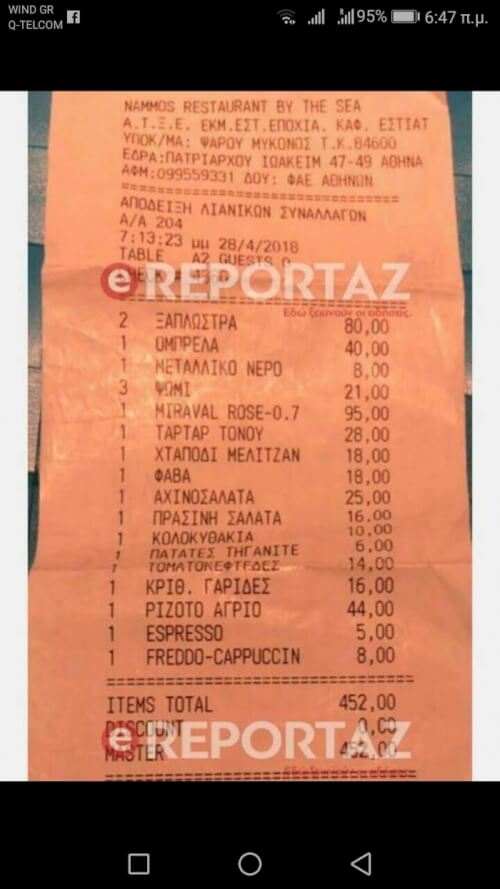 WIND GR
Q-TELCOM
95% 6:47 π.μ.
NAMMOS RESTAURANT BY THE SEA
Α.Τ.Ξ.Ε. ΕΚΜ.ΕΣΤ.ΕΠΟΧΙΑ. ΚΑΦ. ΕΣΤΙΑΤ
ΥΠΟΚ/ΜΑ: ΨΑΡΟΥ ΜΥΚΟΝΟΣ Τ.Κ.84600
ΕΔΡΑ:ΠΑΤΡΙΑΡΧΟΥ ΙΩΑΚΕΙΜ 47-49 ΑΘΗΝΑ
ΑΦΜ:099559331 ΔΟΥ: ΦΑΕ ΑΘΗΝΩΝ
ΑΠΟΔΕΙΞΗ ΛΙΑΝΙΚΩΝ ΣΥΝΑΛΛΑΓΩΝ
Α/Α 204
7:13:23 μμ 28/4/2018
TABLE A2 GUESTS 0
eREPORTAZ
Εδώ ξεκινούν οι ειδήσεις.
2 ΞΑΠΛΩΣΤΡΑ 80,00
1 ΟΜΠΡΕΛΑ 40,00
1 ΜΕΤΑΛΛΙΚΟ ΝΕΡΟ 8,00
3 ΨΩΜΙ 21,00
1 MIRAVAL ROSE-0.7 95,00
1 ΤΑΡΤΑΡ ΤΟΝΟΥ 28,00
1 ΧΤΑΠΟΔΙ ΜΕΛΙΤΖΑΝ 18,00
1 ΦΑΒΑ 18,00
1 ΑΧΙΝΟΣΑΛΑΤΑ 25,00
1 ΠΡΑΣΙΝΗ ΣΑΛΑΤΑ 16,00
1 ΚΟΛΟΚΥΘΑΚΙΑ 10,00
1 ΠΑΤΑΤΕΣ ΤΗΓΑΝΙΤΕ 6,00
1 ΤΟΜΑΤΟΚΕΦΤΕΔΕΣ 14,00
1 ΚΡΙΘ. ΓΑΡΙΔΕΣ 16,00
1 ΡΙΖΟΤΟ ΑΓΡΙΟ 44,00
1 ESPRESSO 5,00
1 FREDDO-CAPPUCCIN 8,00
ITEMS TOTAL 452,00
DISCOUNT 0,00
eREPORTAZ
MASTER 452,00